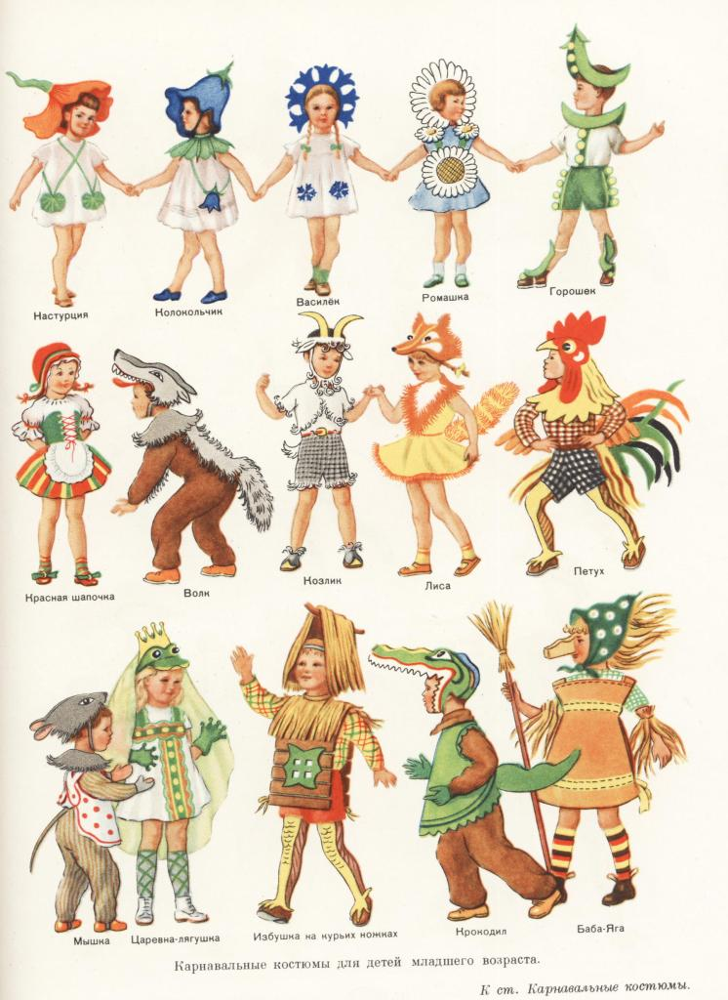 Настурция
Колокольчик
Василёк
Ромашка
Горошек
Красная шапочка
Волк
Козлик
Лиса
Петух
Мышка
Царевна-лягушка
Избушка на курьих ножках
Крокодил
Баба-Яга
Карнавальные костюмы для детей младшего возраста.
К ст. Карнавальные костюмы.